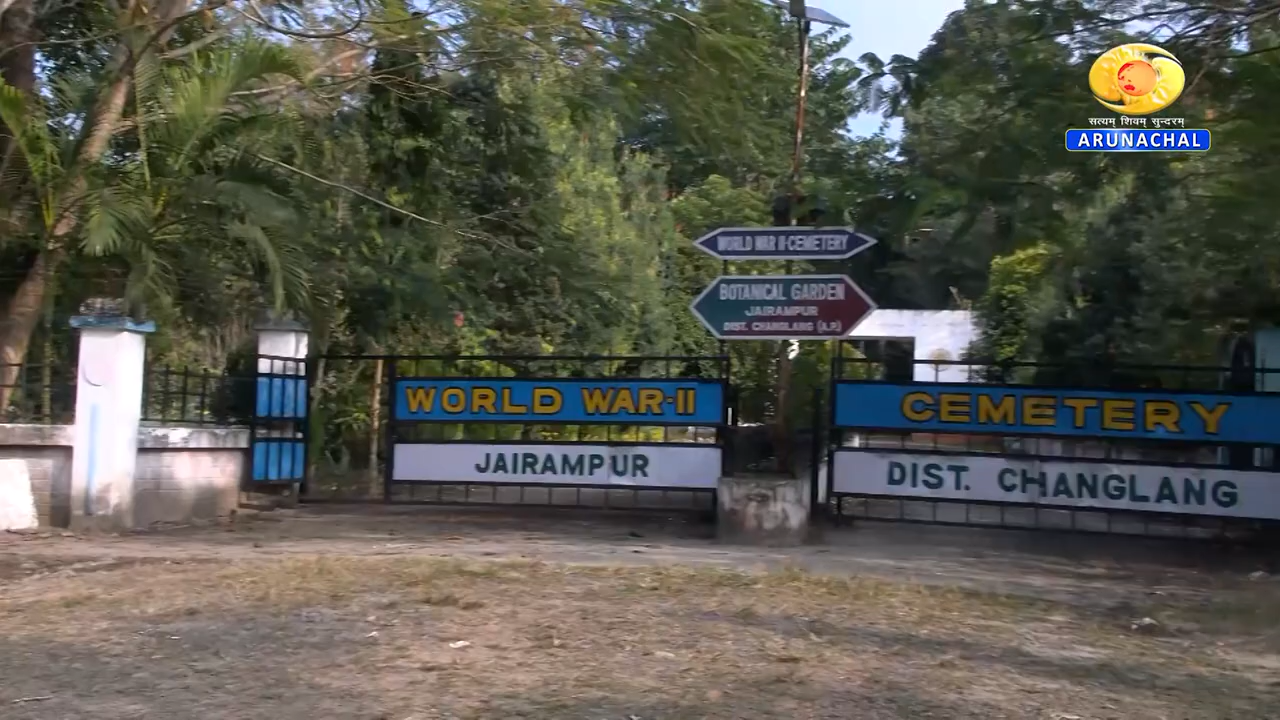 सत्यम् शिवम् सुन्दरम्
ARUNACHAL
WORLD WAR II-CEMETERY
BOTANICAL GARDEN
JAIRAMPUR
DIST. CHANGLANG (A.P.)
WORLD WAR-II
CEMETERY
JAIRAMPUR
DIST. CHANGLANG